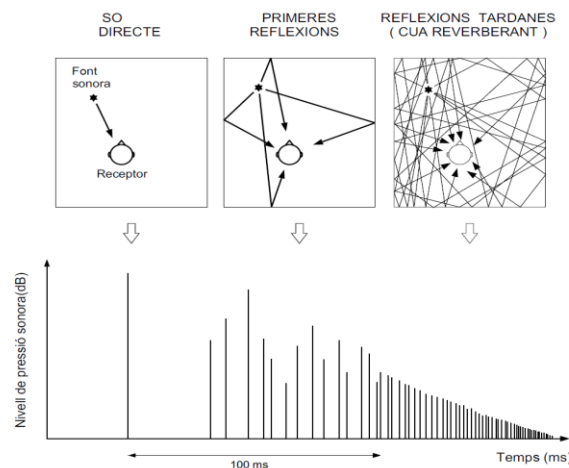 SO
DIRECTE
PRIMERES
REFLEXIONS
REFLEXIONS TARDANES
( CUA REVERBERANT )
Font
sonora
Receptor
Nivell de pressió sonora(dB)
100 ms
Temps (ms)